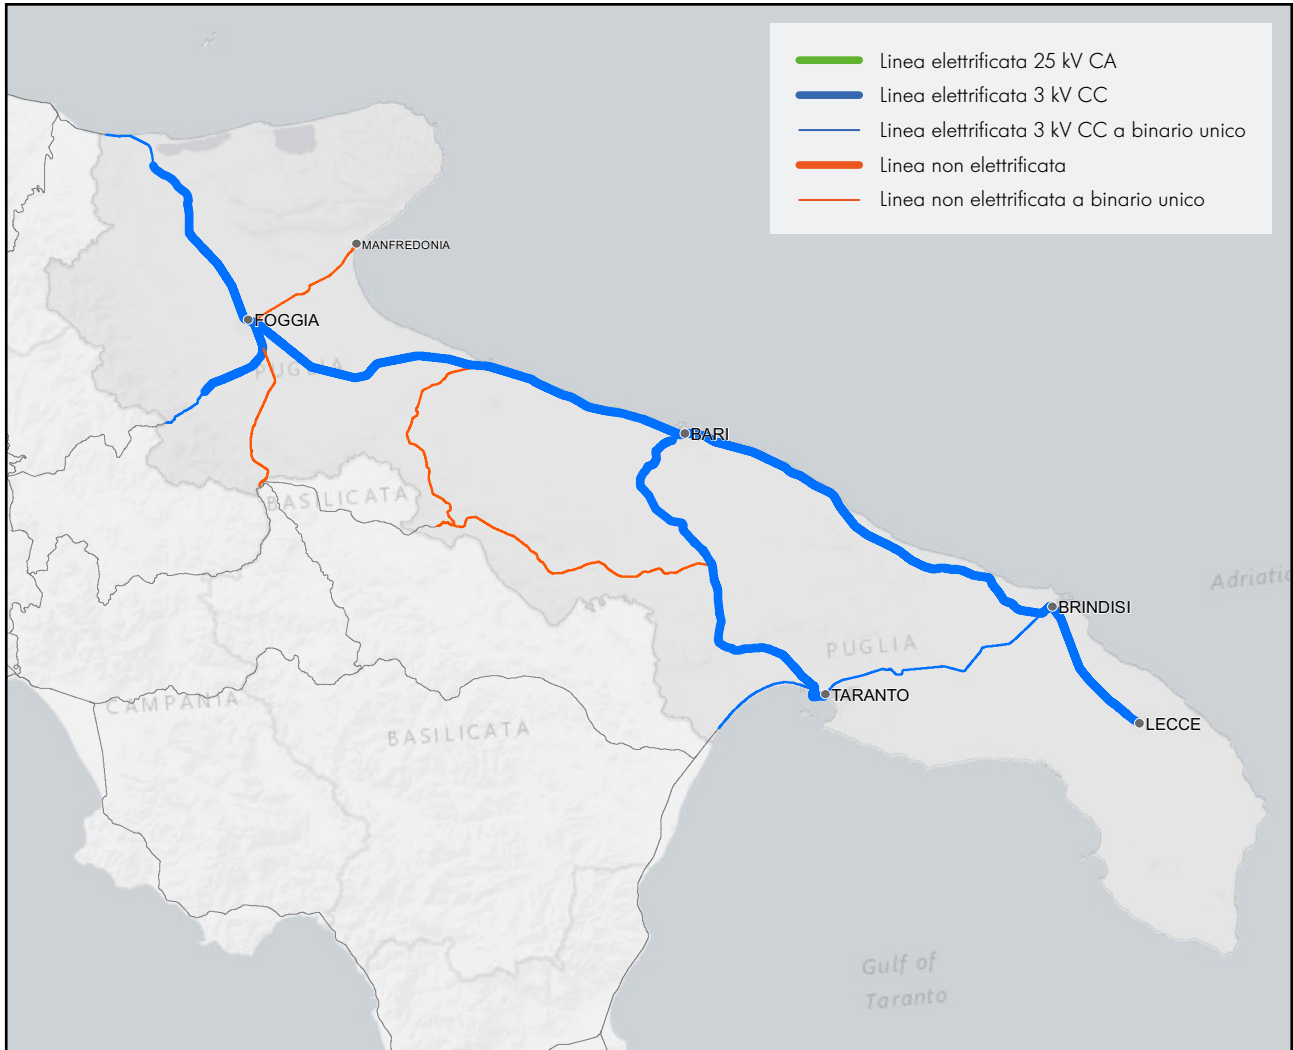 Linea elettrificata 25 kV CA
Linea elettrificata 3 kV CC
Linea elettrificata 3 kV CC a binario unico
Linea non elettrificata
Linea non elettrificata a binario unico
MANFREDONIA
FOGGIA
PUGLIA
BARI
BASILICATA
Adriatic
BRINDISI
PUGLIA
TARANTO
CAMPANIA
BASILICATA
LECCE
Gulf of
Taranto